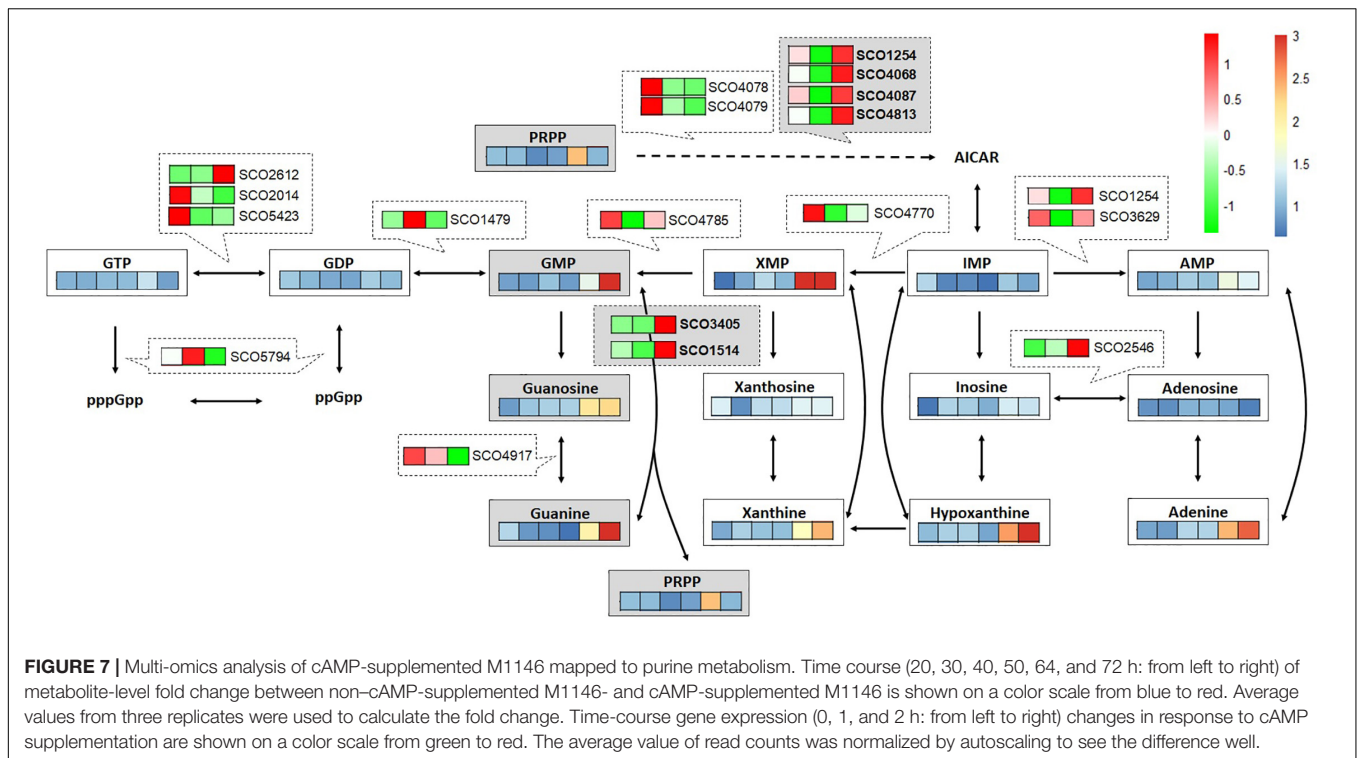 SCO1254
SCO4068
SCO4087
SCO4813
SCO4078
SCO4079
1
0.5
0
-0.5
-1
3
2.5
2
1.5
1
PRPP
AICAR
SCO2612
SCO2014
SCO5423
SCO1479
SCO4785
SCO4770
SCO1254
SCO3629
GTP
GDP
GMP
XMP
IMP
AMP
SCO3405
SCO1514
SCO5794
SCO2546
pppGpp
ppGpp
Guanosine
Xanthosine
Inosine
Adenosine
SCO4917
Guanine
Xanthine
Hypoxanthine
Adenine
PRPP
FIGURE 7 | Multi-omics analysis of cAMP-supplemented M1146 mapped to purine metabolism. Time course (20, 30, 40, 50, 64, and 72 h: from left to right) of
metabolite-level fold change between non–cAMP-supplemented M1146- and cAMP-supplemented M1146 is shown on a color scale from blue to red. Average
values from three replicates were used to calculate the fold change. Time-course gene expression (0, 1, and 2 h: from left to right) changes in response to cAMP
supplementation are shown on a color scale from green to red. The average value of read counts was normalized by autoscaling to see the difference well.